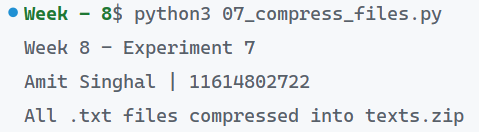 Week - 8$ python3 07_compress_files.py
Week 8 - Experiment 7
Amit Singhal | 11614802722
All .txt files compressed into texts.zip